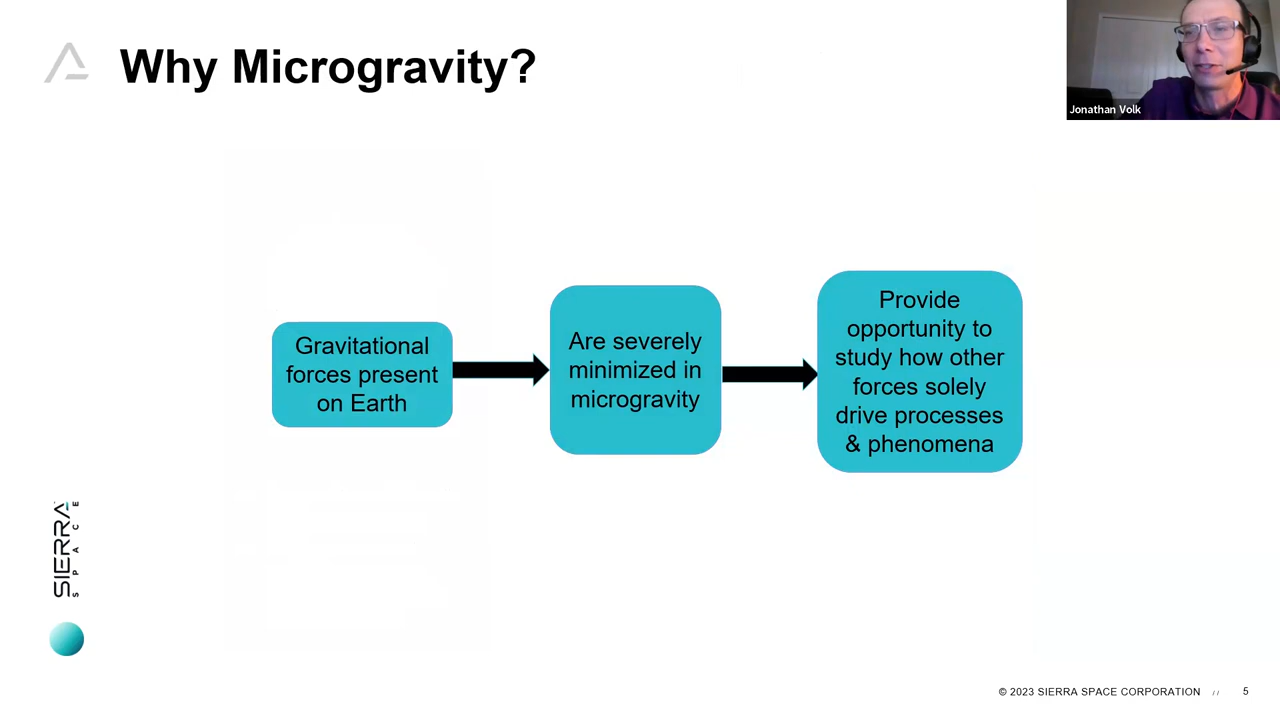 Why Microgravity?
Jonathan Volk
Gravitational
forces present
on Earth
Are severely
minimized in
microgravity
Provide
opportunity to
study how other
forces solely
drive processes
& phenomena
SIERRA
SPACE
© 2023 SIERRA SPACE CORPORATION // 5